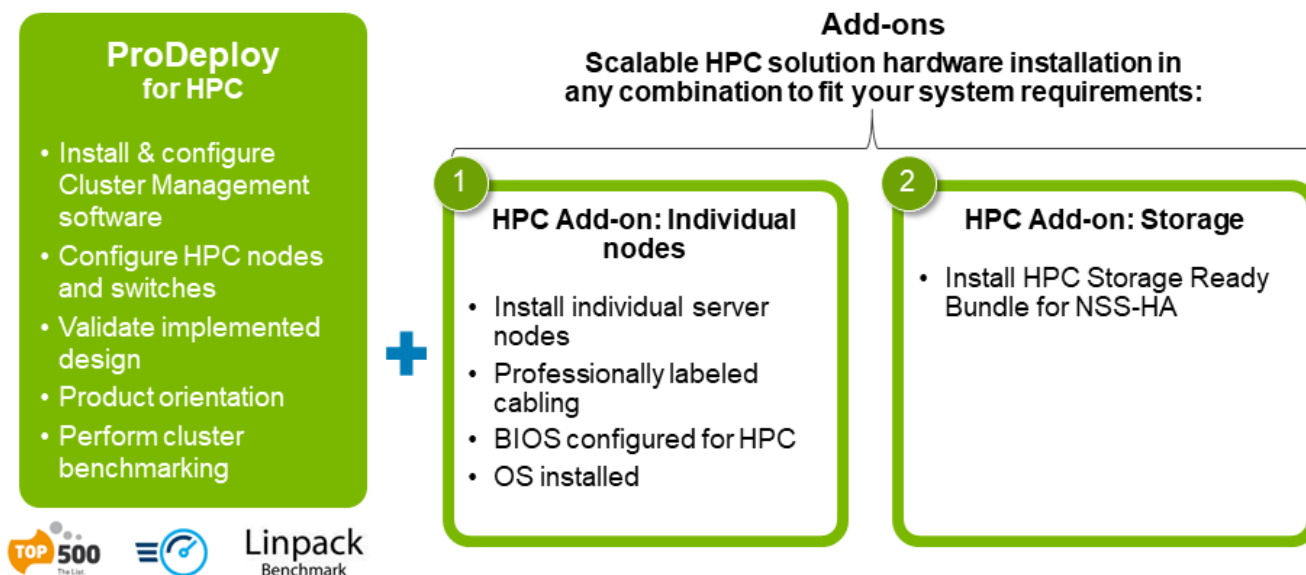 ProDeploy
for HPC
• Install & configure
Cluster Management
software
• Configure HPC nodes
and switches
• Validate implemented
design
• Product orientation
• Perform cluster
benchmarking
TOP 500
The List.
Linpack
Benchmark
Add-ons
Scalable HPC solution hardware installation in
any combination to fit your system requirements:
1
HPC Add-on: Individual
nodes
• Install individual server
nodes
• Professionally labeled
cabling
• BIOS configured for HPC
• OS installed
2
HPC Add-on: Storage
• Install HPC Storage Ready
Bundle for NSS-HA